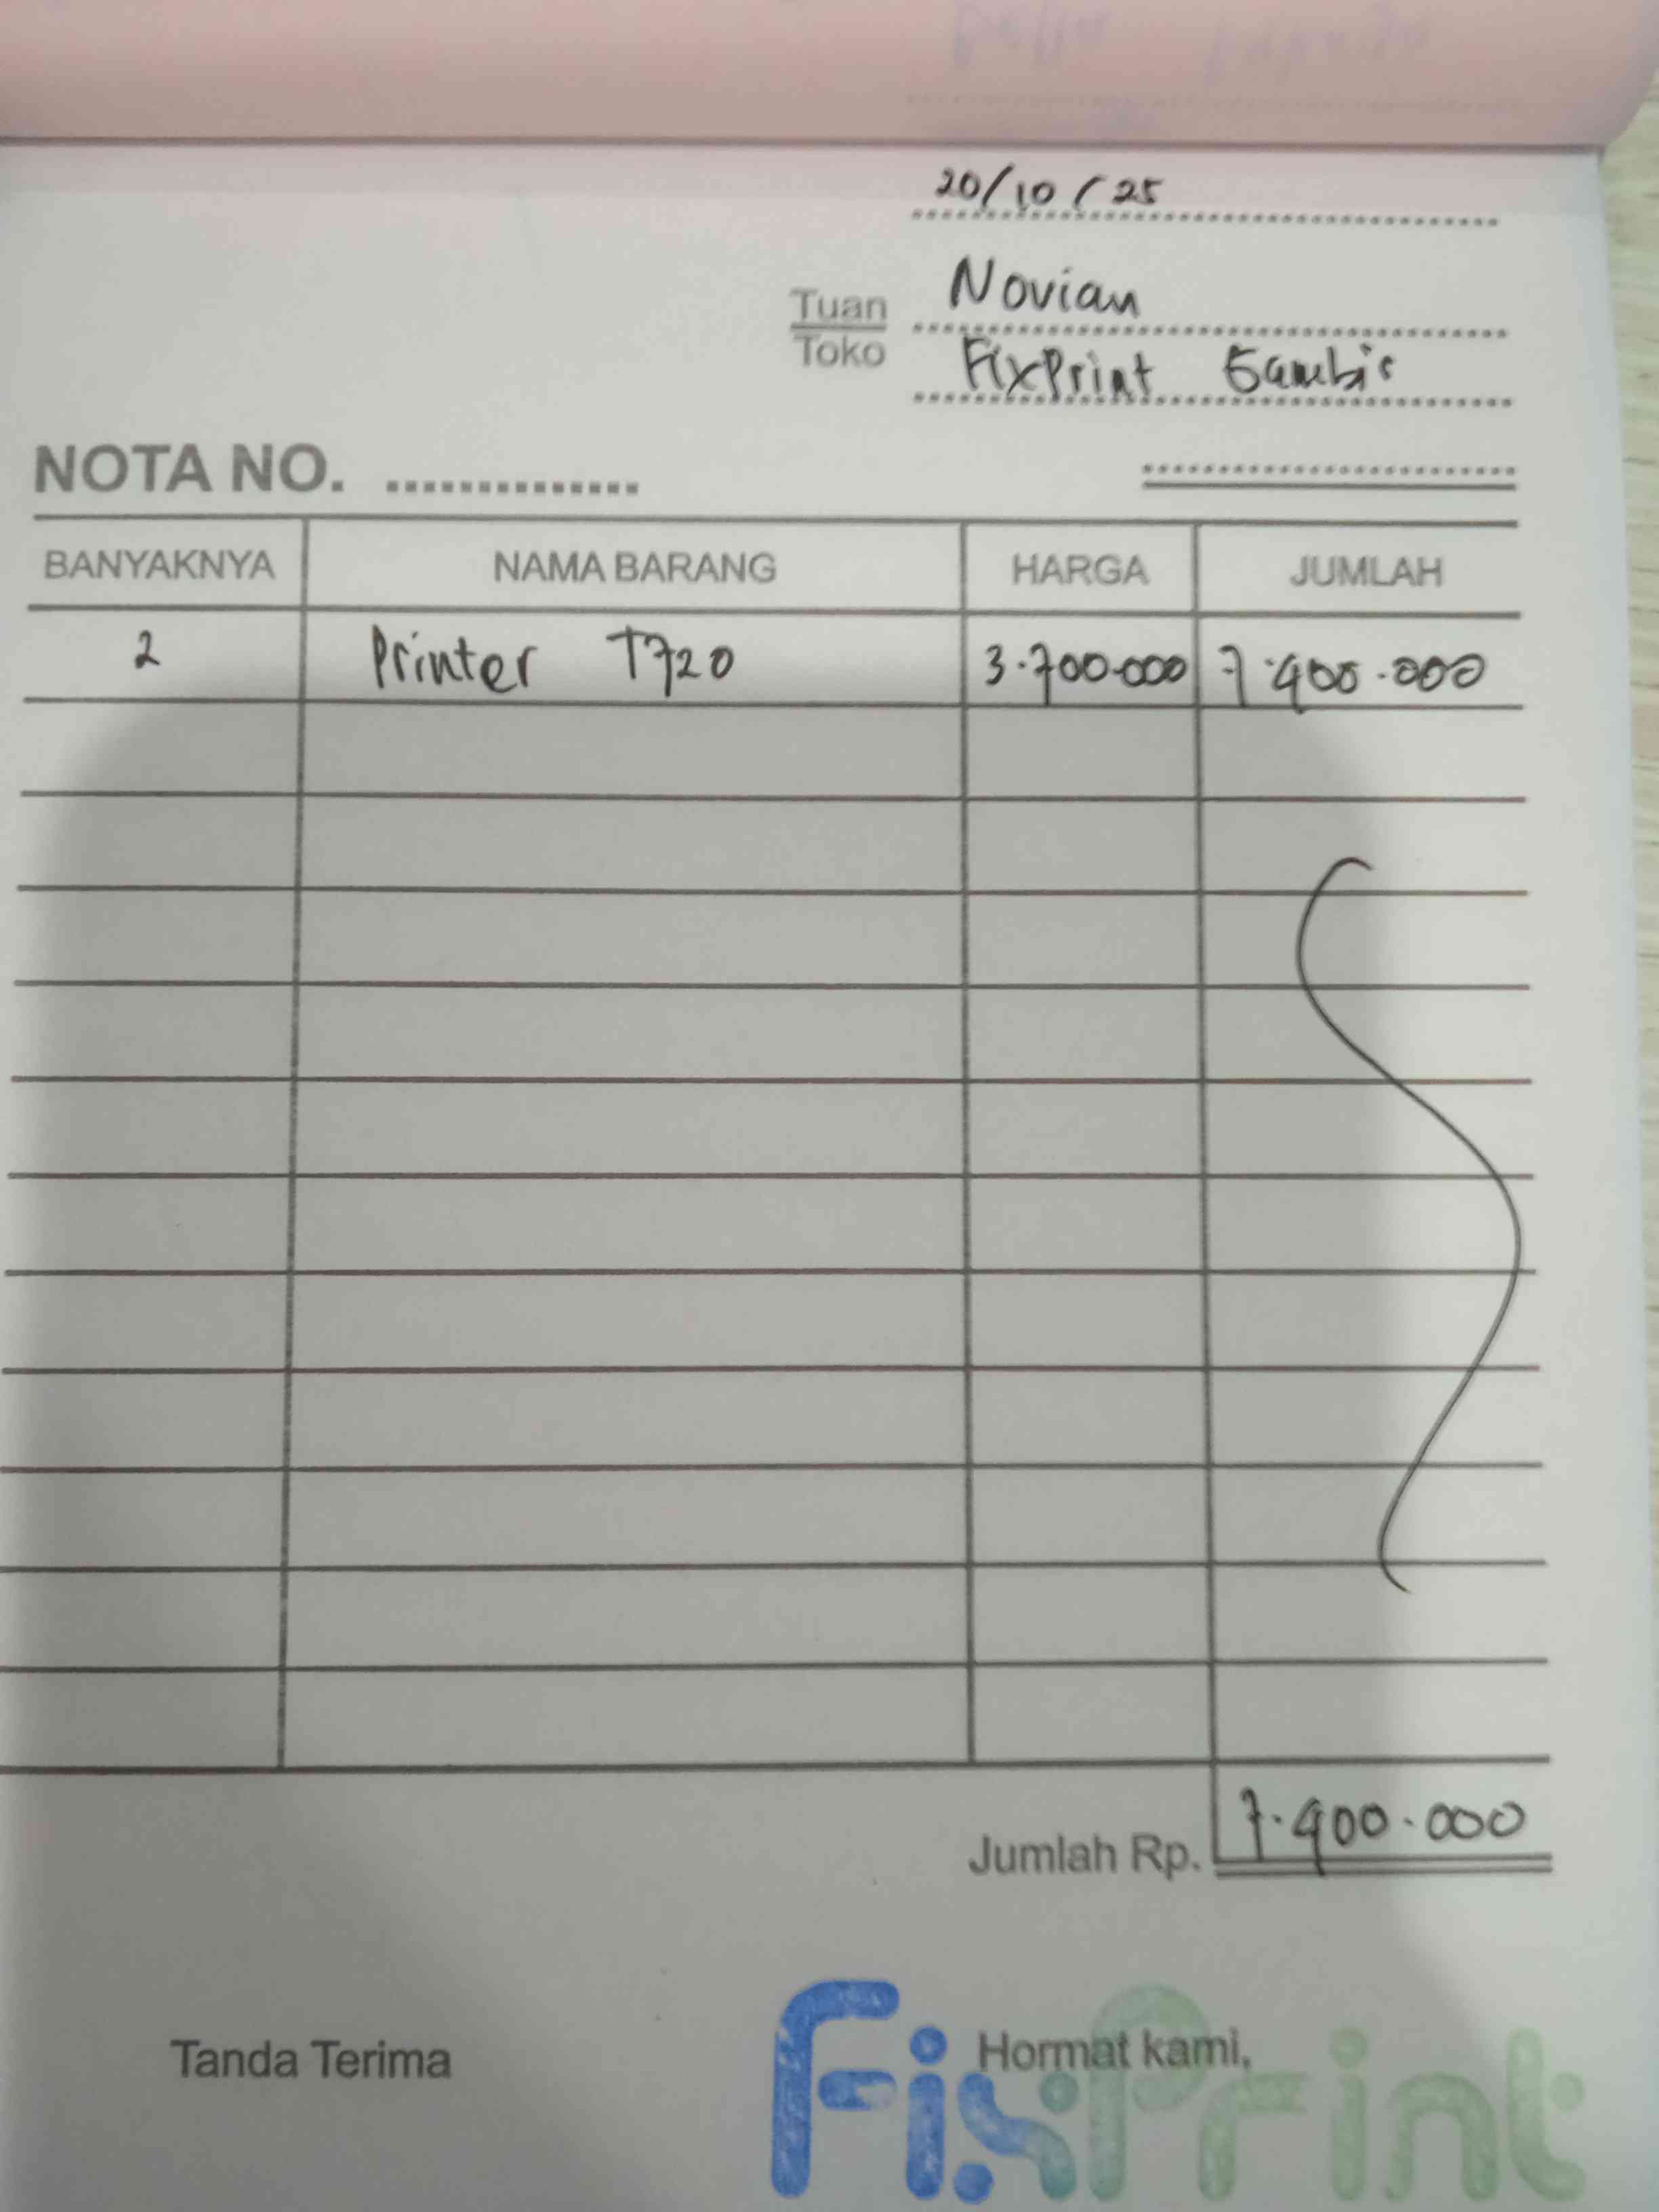 20/10/25
Tuan Novian
Toko FixPrint Gambir
NOTA NO. ..............
BANYAKNYA NAMA BARANG HARGA JUMLAH
2 Printer T720 3.700.000 7.400.000
Jumlah Rp. 7.400.000
Tanda Terima Hormat kami,
FixPrint